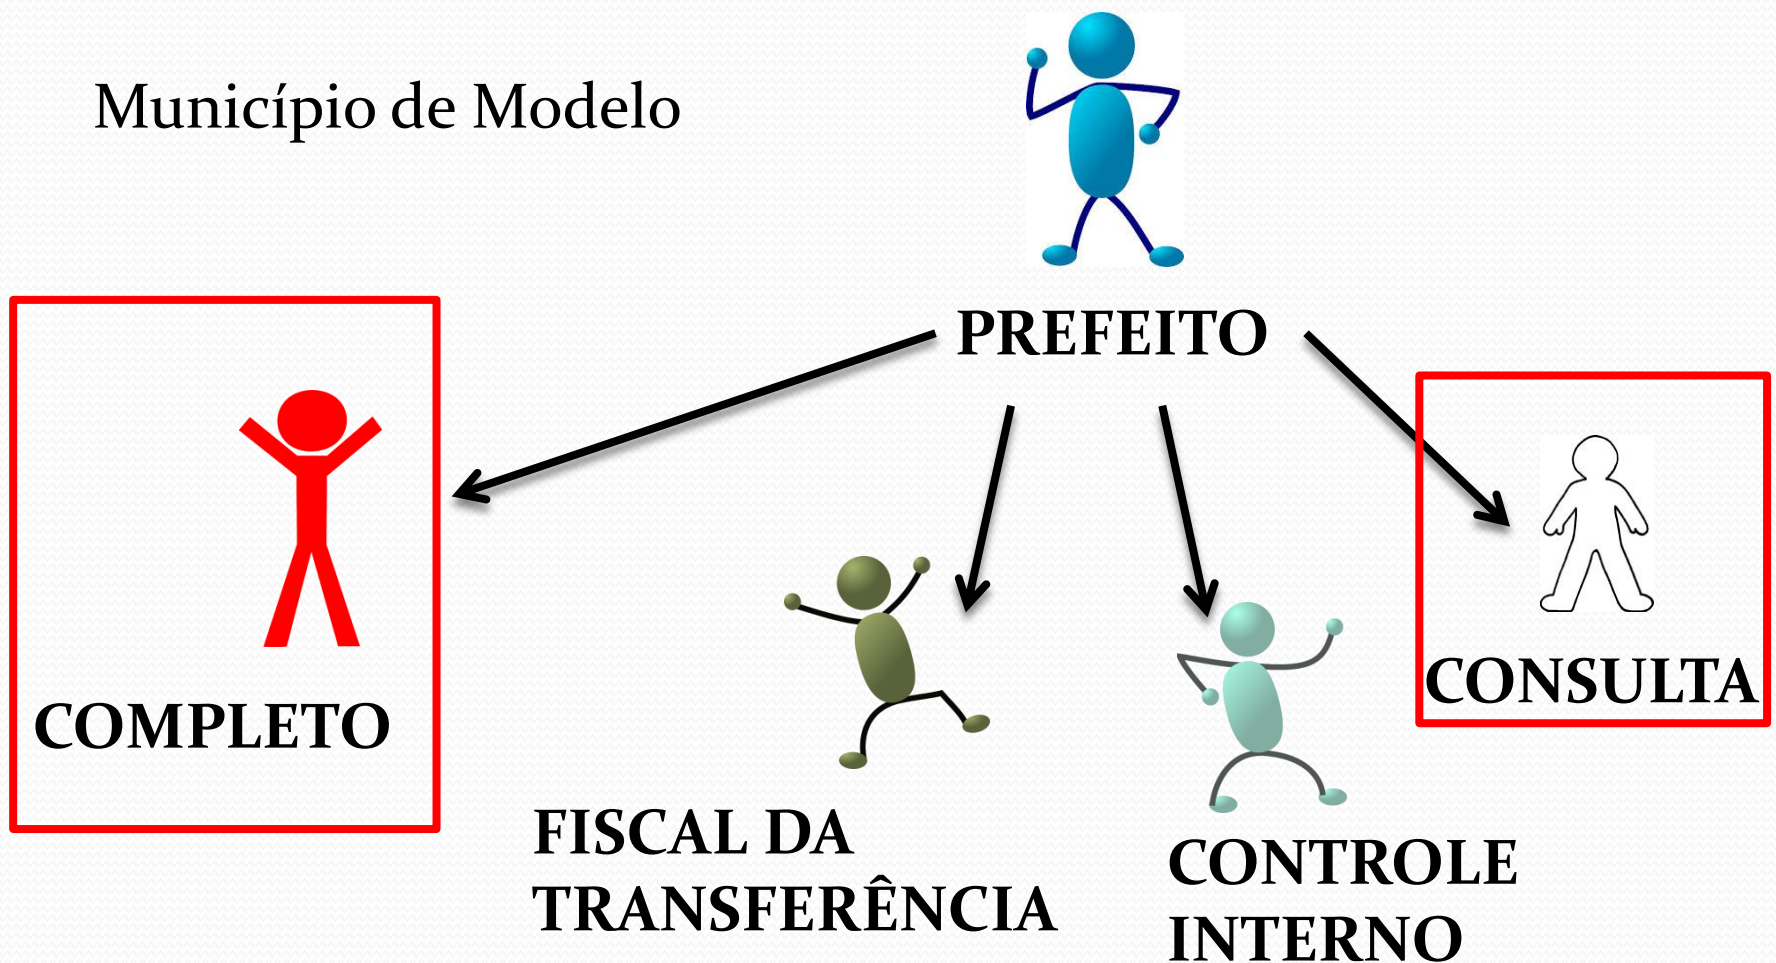 Município de Modelo
PREFEITO
COMPLETO
FISCAL DA
TRANSFERÊNCIA
CONTROLE
INTERNO
CONSULTA